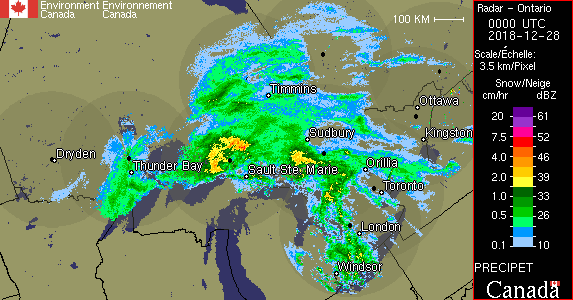 Environment Environnement
Canada Canada
100 KM
Timmins
Ottawa
Sudbury
Kingston
Dryden
Thunder Bay
Sault Ste. Marie
Orillia
Toronto
London
Windsor
Radar - Ontario
0000 UTC
2018-12-28
Scale/Échelle:
3.5 km/Pixel
Snow/Neige
cm/hr dBZ
20 61
7.5 52
4.0 46
2.0 39
1.0 33
0.5 26
0.1 10
PRECIPET
Canada